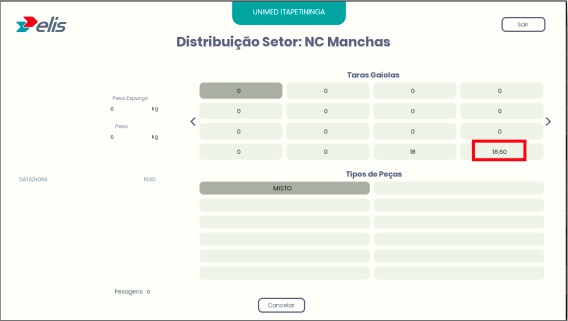 UNIMED ITAPETININGA
elis
Sair
Distribuição Setor: NC Manchas
Taras Gaiolas
0 0 0 0
Peso Expurgo
0 kg
0 0 0 0
Peso
0 kg
0 0 0 0
0 0 18 18,60
DATA/HORA PESO
Tipos de Peças
MISTO
Pesagens 0
Cancelar